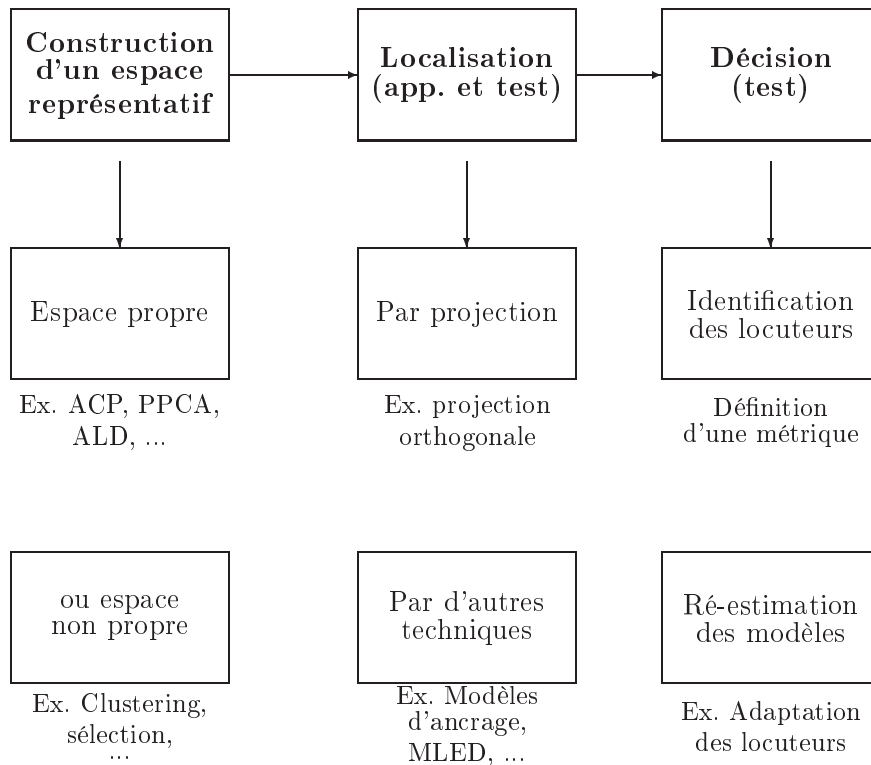 Construction
d'un espace
représentatif
Localisation
(app. et test)
Décision
(test)
Espace propre
Par projection
Identification
des locuteurs
Ex. ACP, PPCA,
ALD, ...
Ex. projection
orthogonale
Définition
d'une métrique
ou espace
non propre
Par d'autres
techniques
Ré-estimation
des modèles
Ex. Clustering,
sélection,
...
Ex. Modèles
d'ancrage,
MLED, ...
Ex. Adaptation
des locuteurs